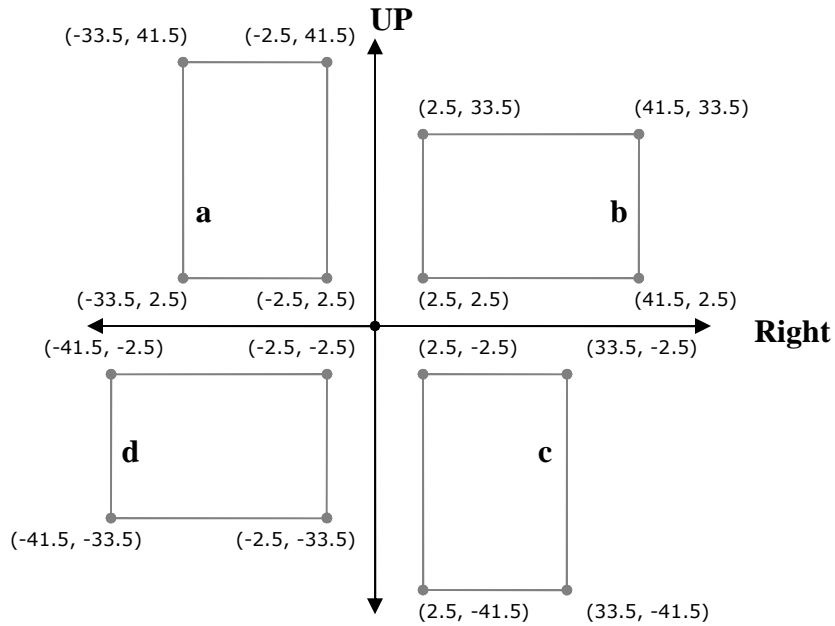 UP
(-33.5, 41.5) (-2.5, 41.5)
(2.5, 33.5) (41.5, 33.5)
a b
(-33.5, 2.5) (-2.5, 2.5) (2.5, 2.5) (41.5, 2.5)
Right
(-41.5, -2.5) (-2.5, -2.5) (2.5, -2.5) (33.5, -2.5)
d c
(-41.5, -33.5) (-2.5, -33.5)
(2.5, -41.5) (33.5, -41.5)